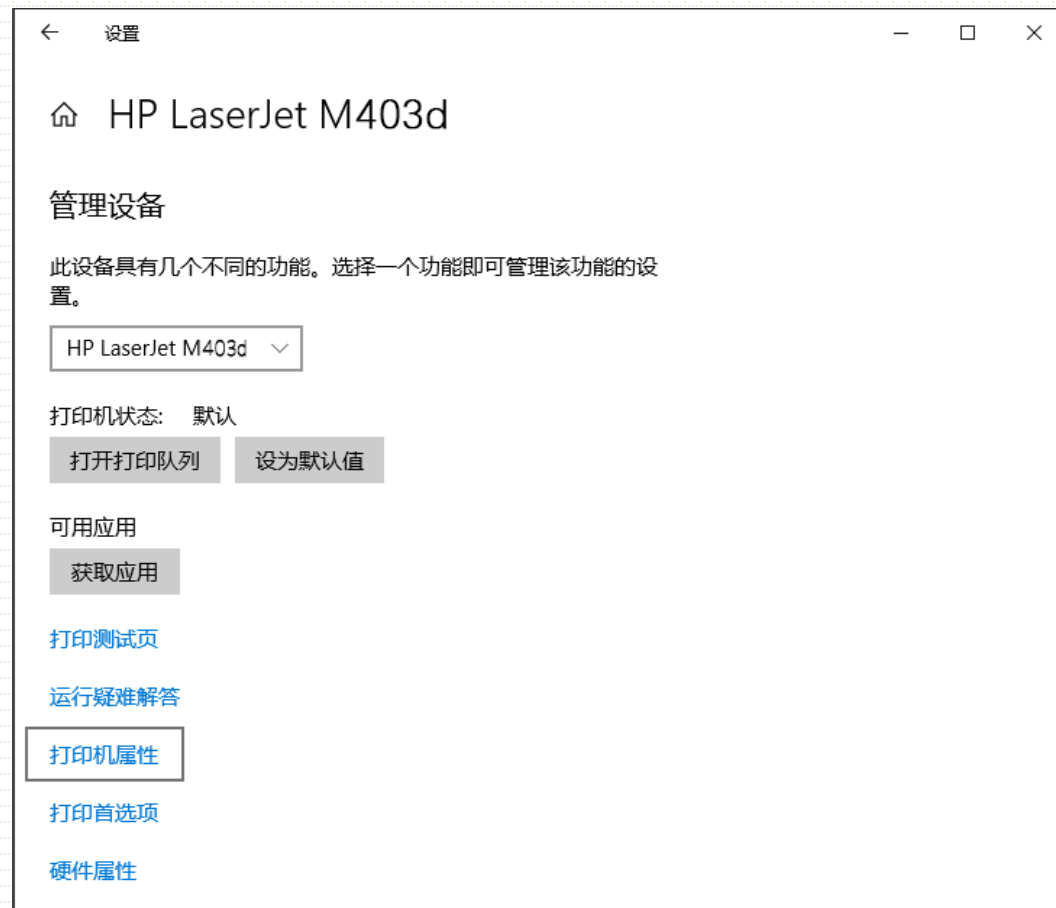 设置
HP LaserJet M403d
管理设备
此设备具有几个不同的功能。选择一个功能即可管理该功能的设
置。
HP LaserJet M403d
打印机状态: 默认
打开打印队列 设为默认值
可用应用
获取应用
打印测试页
运行疑难解答
打印机属性
打印首选项
硬件属性